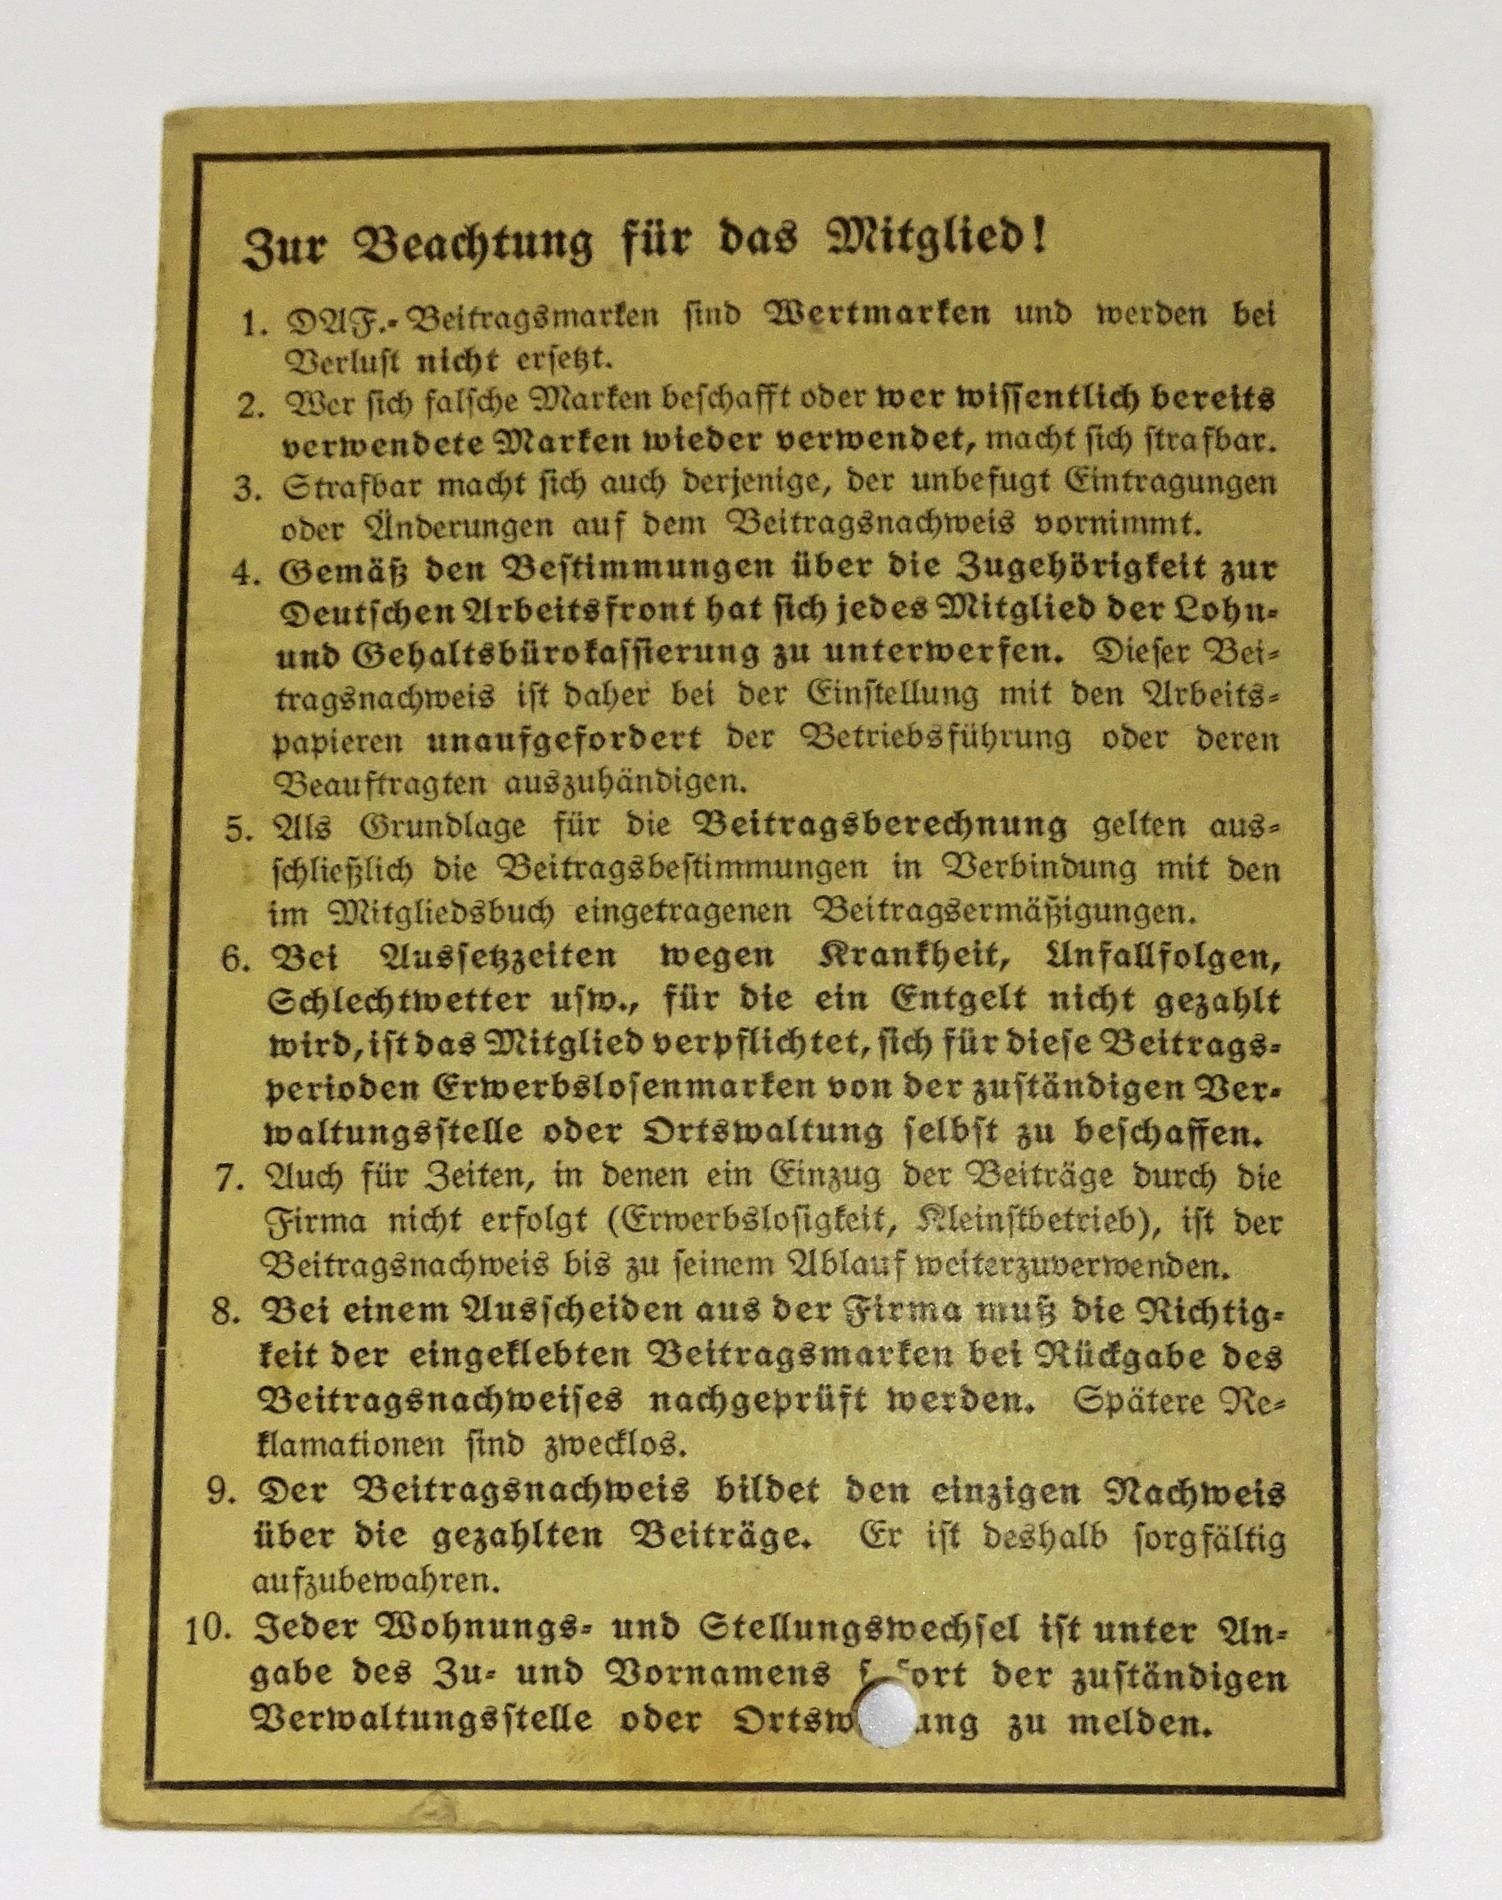 Zur Beachtung für das Mitglied!
1. DAF.-Beitragsmarken sind Wertmarken und werden bei
Verlust nicht ersetzt.
2. Wer sich falsche Marken beschafft oder wer wissentlich bereits
verwendete Marken wieder verwendet, macht sich strafbar.
3. Strafbar macht sich auch derjenige, der unbefugt Eintragungen
oder Änderungen auf dem Beitragsnachweis vornimmt.
4. Gemäß den Bestimmungen über die Zugehörigkeit zur
Deutschen Arbeitsfront hat sich jedes Mitglied der Lohn-
und Gehaltsbürokassierung zu unterwerfen. Dieser Bei-
tragsnachweis ist daher bei der Einstellung mit den Arbeits-
papieren unaufgefordert der Betriebsführung oder deren
Beauftragten auszuhändigen.
5. Als Grundlage für die Beitragsberechnung gelten aus-
schließlich die Beitragsbestimmungen in Verbindung mit den
im Mitgliedsbuch eingetragenen Beitragsermäßigungen.
6. Bei Aussetzzeiten wegen Krankheit, Unfallfolgen,
Schlechtwetter usw., für die ein Entgelt nicht gezahlt
wird, ist das Mitglied verpflichtet, sich für diese Beitrags-
perioden Erwerbslosenmarken von der zuständigen Ver-
waltungsstelle oder Ortswaltung selbst zu beschaffen.
7. Auch für Zeiten, in denen ein Einzug der Beiträge durch die
Firma nicht erfolgt (Erwerbslosigkeit, Kleinstbetrieb), ist der
Beitragsnachweis bis zu seinem Ablauf weiterzuverwenden.
8. Bei einem Ausscheiden aus der Firma muß die Richtig-
keit der eingeklebten Beitragsmarken bei Rückgabe des
Beitragsnachweises nachgeprüft werden. Spätere Re-
klamationen sind zwecklos.
9. Der Beitragsnachweis bildet den einzigen Nachweis
über die gezahlten Beiträge. Er ist deshalb sorgfältig
aufzubewahren.
10. Jeder Wohnungs- und Stellungswechsel ist unter An-
gabe des Zu- und Vornamens sofort der zuständigen
Verwaltungsstelle oder zu melden.